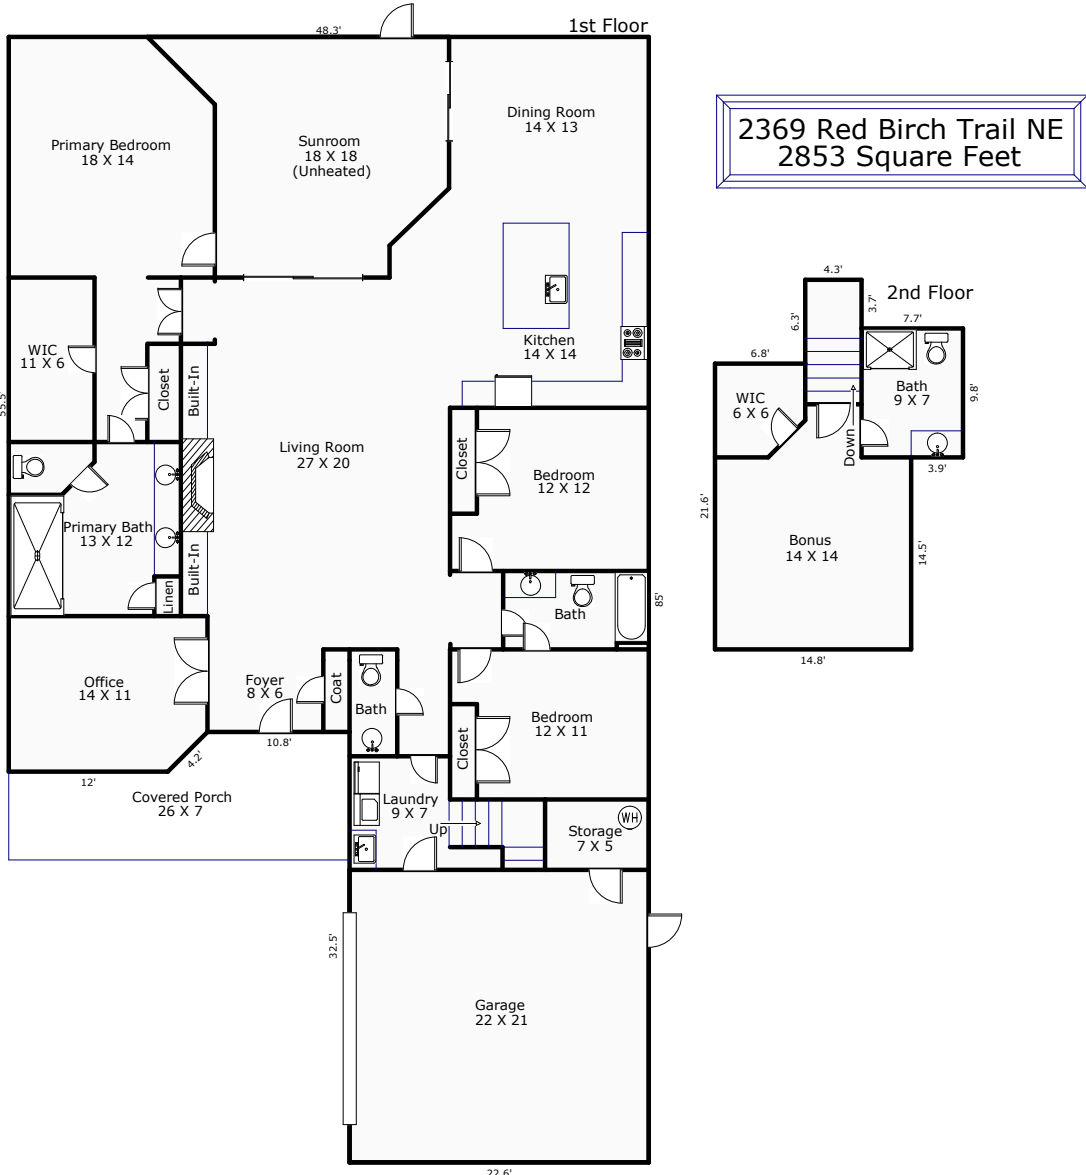 1st Floor
48.3'
Primary Bedroom
18 X 14
Sunroom
18 X 18
(Unheated)
Dining Room
14 X 13
2369 Red Birch Trail NE
2853 Square Feet
WIC
11 X 6
Closet
Built-In
Kitchen
14 X 14
55.5'
Living Room
27 X 20
Closet
Bedroom
12 X 12
Primary Bath
13 X 12
Built-In
Linen
Bath
85'
Office
14 X 11
Foyer
8 X 6
Coat
Bath
Bedroom
12 X 11
Closet
10.8'
4.2'
12'
Covered Porch
26 X 7
Laundry
9 X 7
Up
Storage
7 X 5
WH
32.5'
Garage
22 X 21
22.6'
2nd Floor
4.3'
3.7'
6.3'
7.7'
6.8'
WIC
6 X 6
Down
Bath
9 X 7
9.8'
3.9'
21.6'
Bonus
14 X 14
14.5'
14.8'